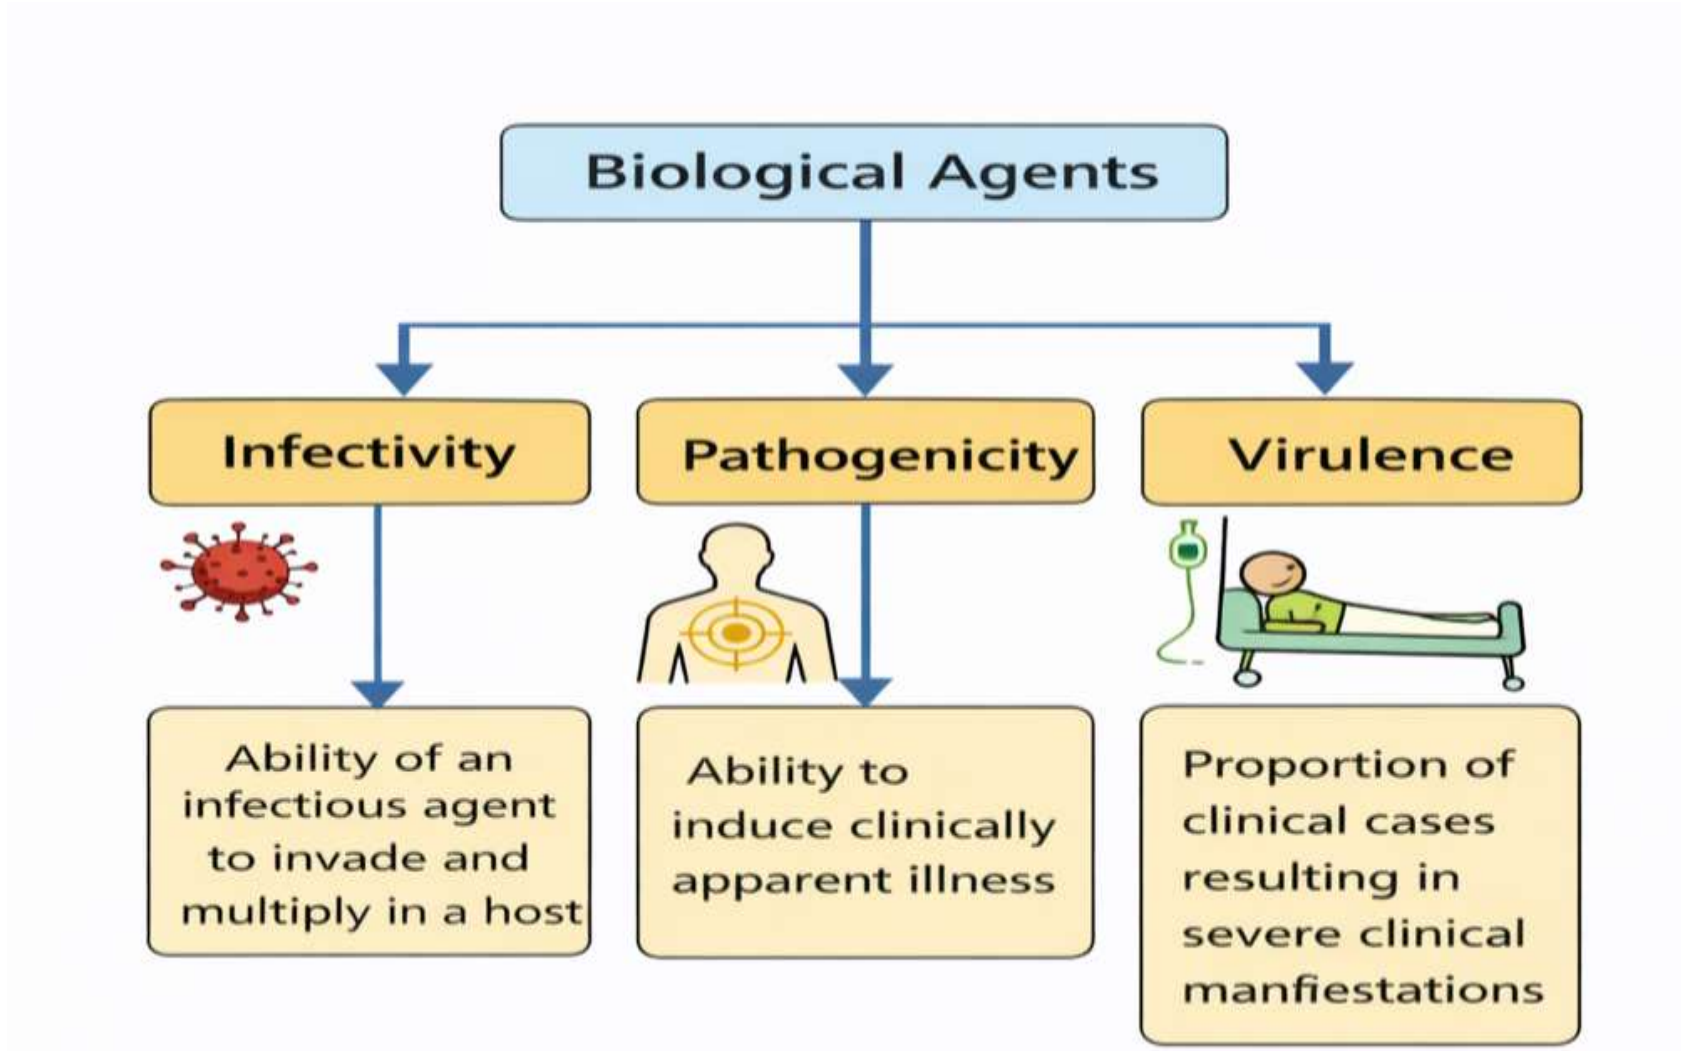 Biological Agents
Infectivity
Pathogenicity
Virulence
Ability of an
infectious agent
to invade and
multiply in a host
Ability to
induce clinically
apparent illness
Proportion of
clinical cases
resulting in
severe clinical
manfiestations